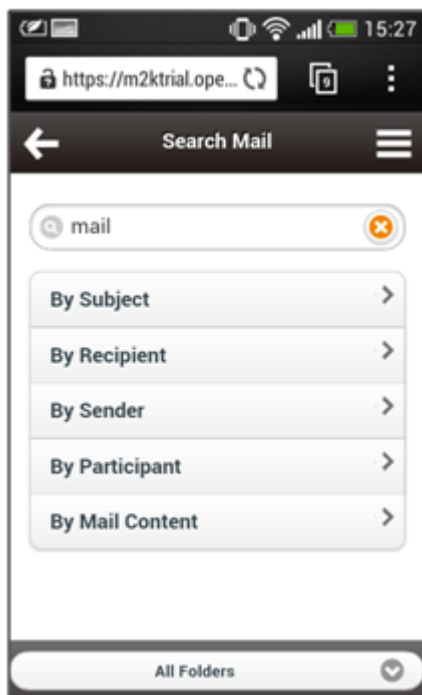 15:27
https://m2ktrial.ope...
9
Search Mail
mail
By Subject
By Recipient
By Sender
By Participant
By Mail Content
All Folders